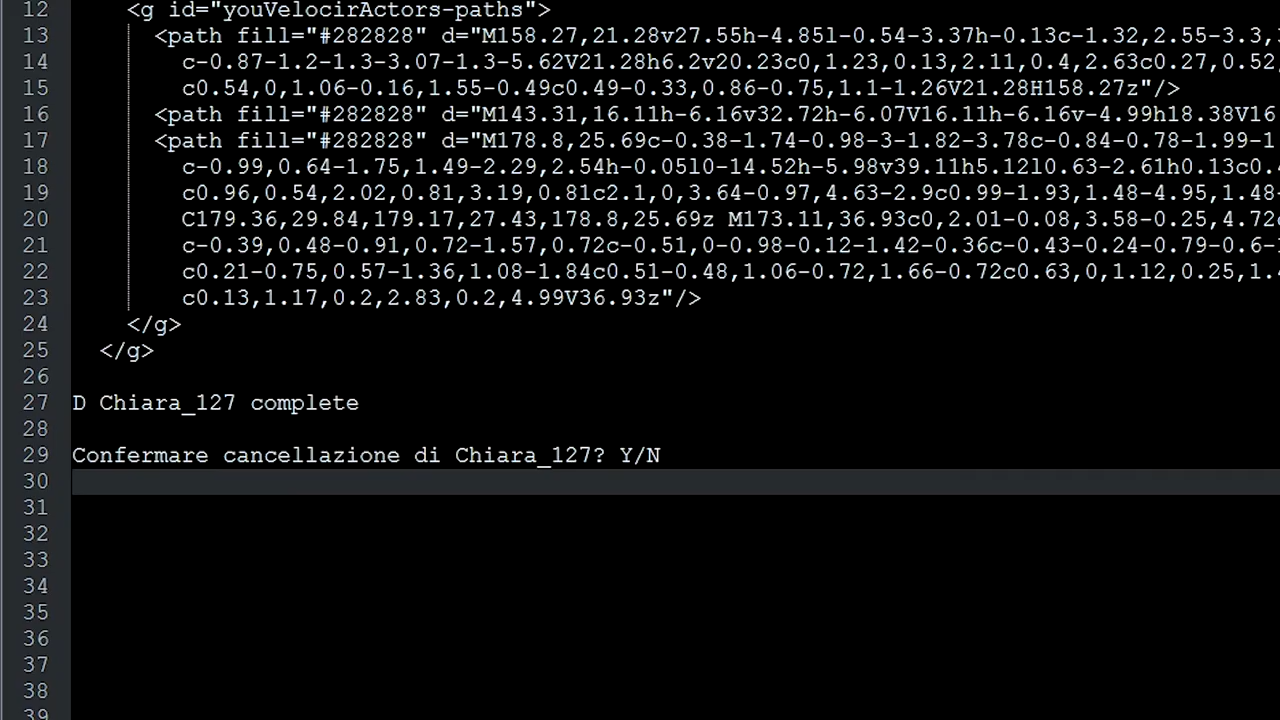 12 <g id="youVelocirActors-paths">
13 <path fill="#282828" d="M158.27,21.28v27.55h-4.85l-0.54-3.37h-0.13c-1.32,2.55-3.3,
14 c-0.87-1.2-1.3-3.07-1.3-5.62V21.28h6.2v20.23c0,1.23,0.13,2.11,0.4,2.63c0.27,0.52,
15 c0.54,0,1.06-0.16,1.55-0.49c0.49-0.33,0.86-0.75,1.1-1.26V21.28H158.27z"/>
16 <path fill="#282828" d="M143.31,16.11h-6.16v32.72h-6.07V16.11h-6.16v-4.99h18.38V16
17 <path fill="#282828" d="M178.8,25.69c-0.38-1.74-0.98-3-1.82-3.78c-0.84-0.78-1.99-1
18 c-0.99,0.64-1.75,1.49-2.29,2.54h-0.05l0-14.52h-5.98v39.11h5.12l0.63-2.61h0.13c0.
19 c0.96,0.54,2.02,0.81,3.19,0.81c2.1,0,3.64-0.97,4.63-2.9c0.99-1.93,1.48-4.95,1.48
20 C179.36,29.84,179.17,27.43,178.8,25.69z M173.11,36.93c0,2.01-0.08,3.58-0.25,4.72
21 c-0.39,0.48-0.91,0.72-1.57,0.72c-0.51,0-0.98-0.12-1.42-0.36c-0.43-0.24-0.79-0.6-
22 c0.21-0.75,0.57-1.36,1.08-1.84c0.51-0.48,1.06-0.72,1.66-0.72c0.63,0,1.12,0.25,1.
23 c0.13,1.17,0.2,2.83,0.2,4.99V36.93z"/>
24 </g>
25 </g>
26
27 D Chiara_127 complete
28
29 Confermare cancellazione di Chiara_127? Y/N
30
31
32
33
34
35
36
37
38
39